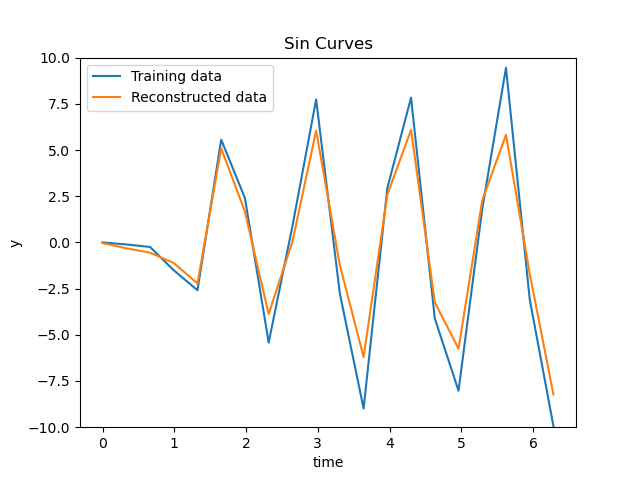 Sin Curves
Training data
Reconstructed data
10.0
7.5
5.0
2.5
0.0
−2.5
−5.0
−7.5
−10.0
y
0 1 2 3 4 5 6
time